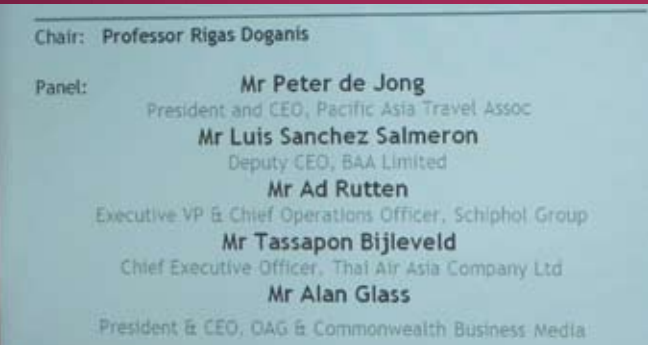 Chair: Professor Rigas Doganis
Panel: Mr Peter de Jong
President and CEO, Pacific Asia Travel Assoc
Mr Luis Sanchez Salmeron
Deputy CEO, BAA Limited
Mr Ad Rutten
Executive VP & Chief Operations Officer, Schiphol Group
Mr Tassapon Bijleveld
Chief Executive Officer, Thai Air Asia Company Ltd
Mr Alan Glass
President & CEO, OAG & Commonwealth Business Media